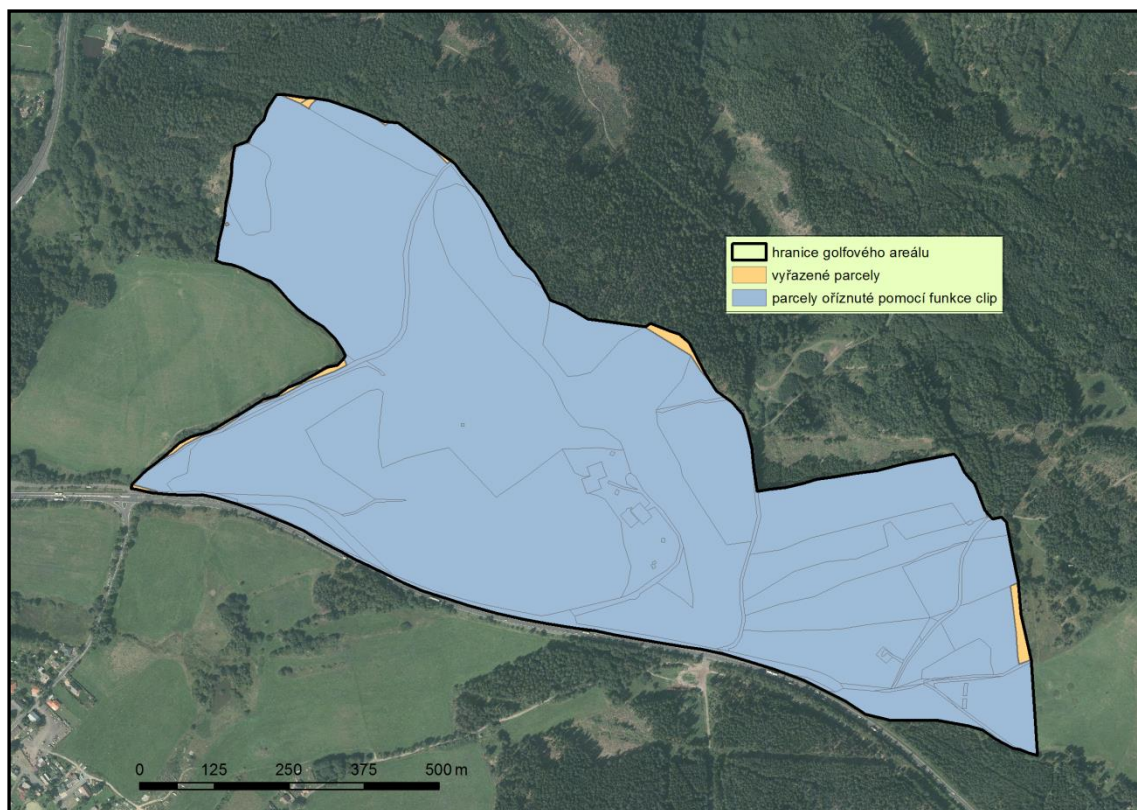 hranice golfového areálu
vyřazené parcely
parcely oříznuté pomocí funkce clip
0 125 250 375 500 m